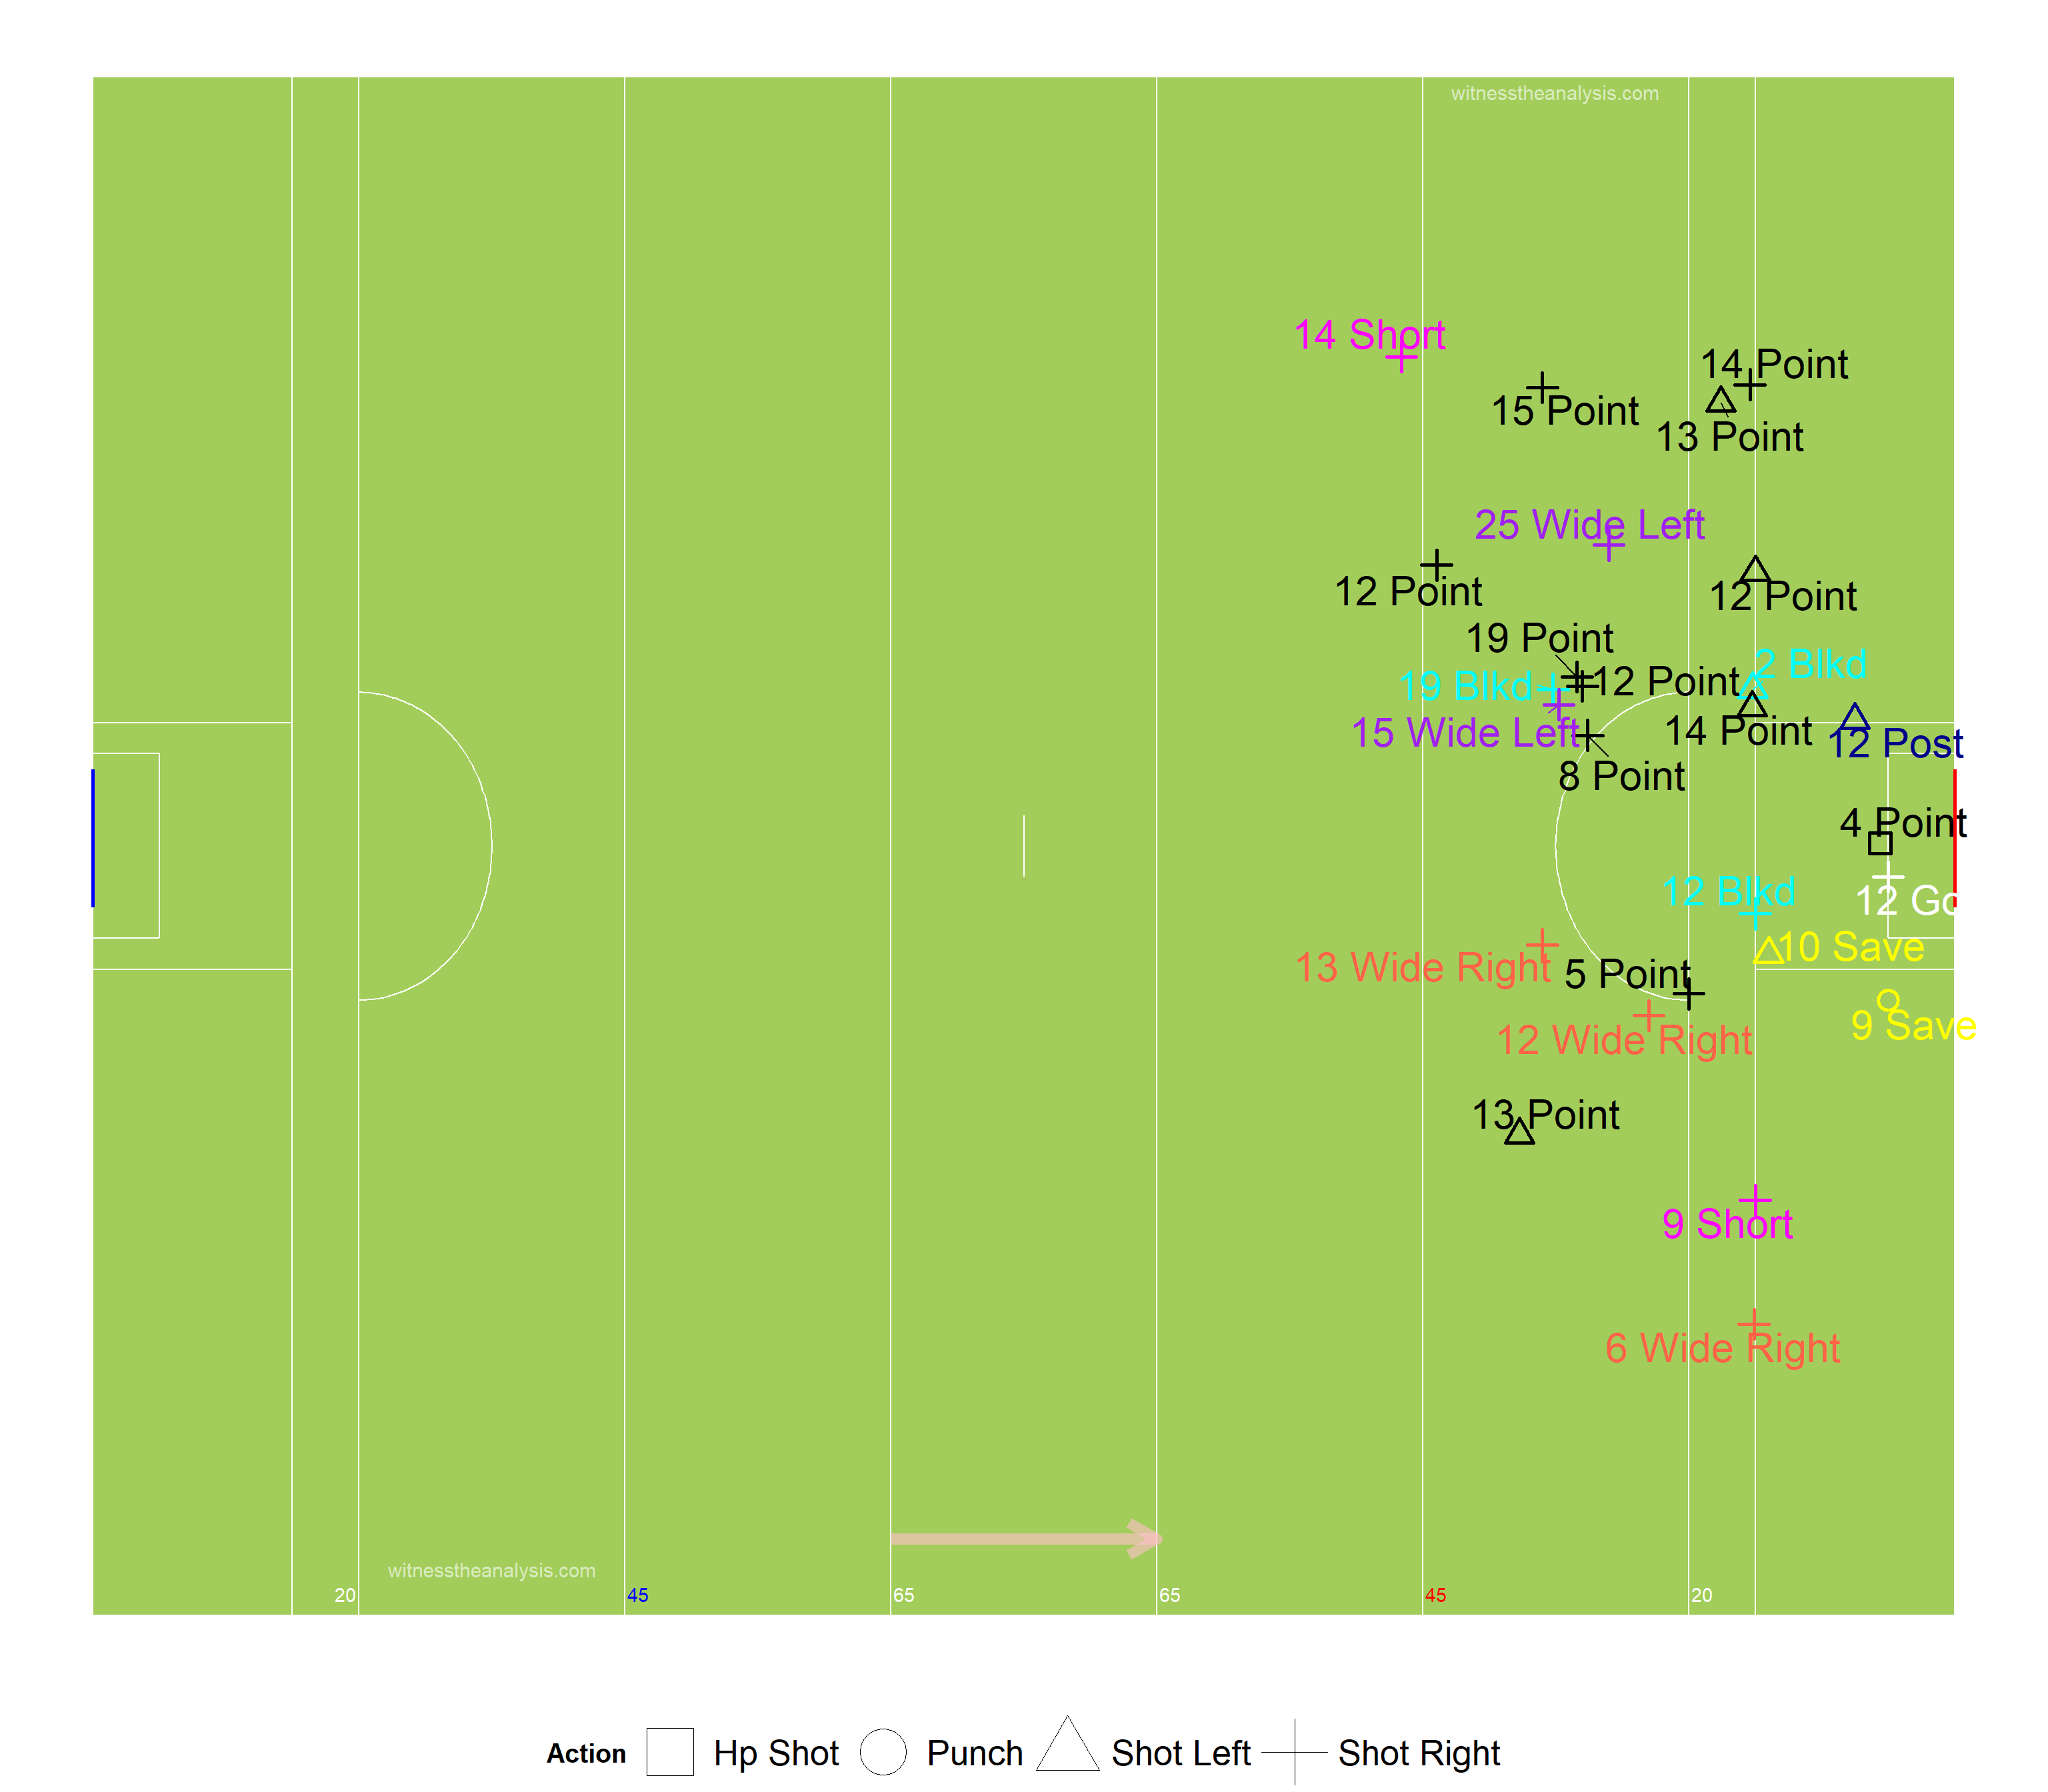 witnesstheanalysis.com
14 Short
14 Point
15 Point
13 Point
25 Wide Left
12 Point
12 Point
19 Point
2 Blkd
19 Blkd
12 Point
15 Wide Left
14 Point
12 Post
8 Point
4 Point
12 Blkd
12 Go
10 Save
13 Wide Right
5 Point
9 Save
12 Wide Right
13 Point
9 Short
6 Wide Right
witnesstheanalysis.com
20
45
65
65
45
20
Action
Hp Shot
Punch
Shot Left
Shot Right